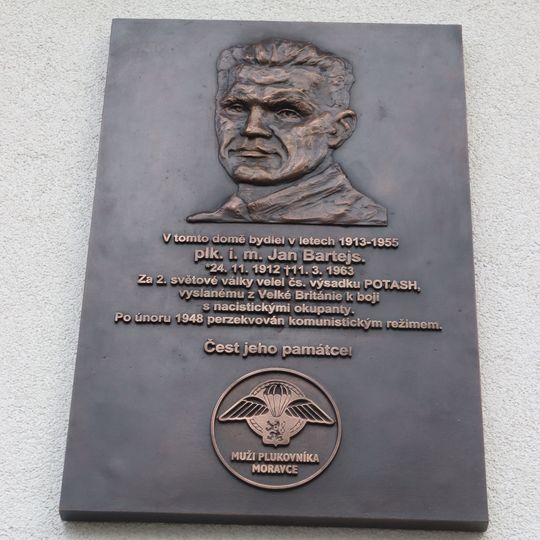 V tomto domě bydlel v letech 1913-1955
plk. i. m. Jan Bartejs.
*24. 11. 1912 †11. 3. 1963
Za 2. světové války velel čs. výsadku POTASH,
vyslanému z Velké Británie k boji
s nacistickými okupanty.
Po únoru 1948 perzekvován komunistickým režimem.
Čest jeho památce!
MUŽI PLUKOVNÍKA
MORAVCE